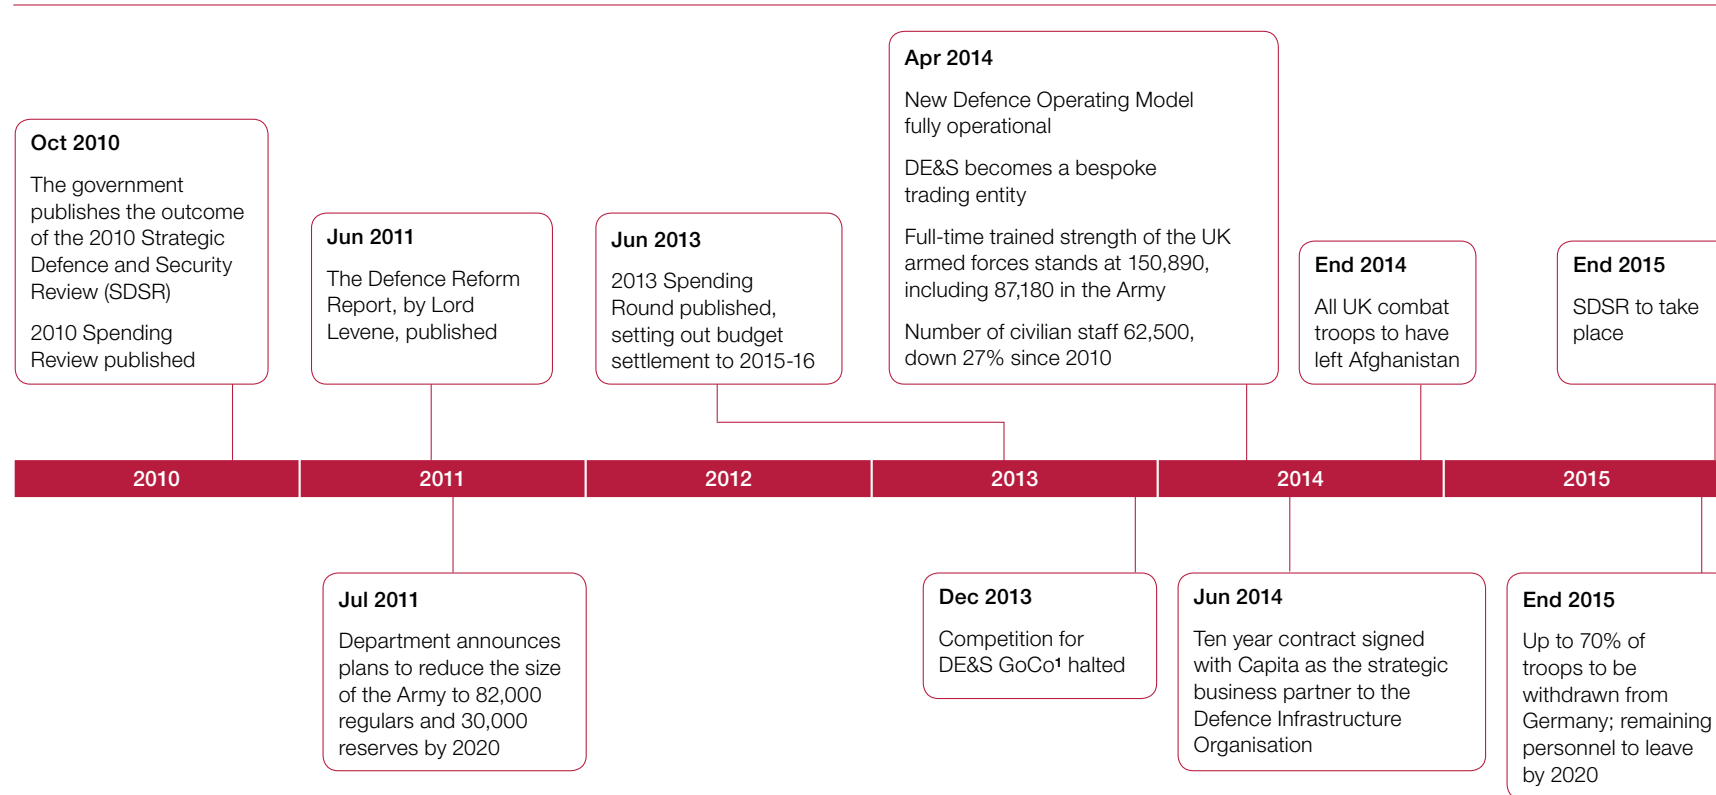 Oct 2010
The government
publishes the outcome
of the 2010 Strategic
Defence and Security
Review (SDSR)
2010 Spending
Review published
Jun 2011
The Defence Reform
Report, by Lord
Levene, published
Jun 2013
2013 Spending
Round published,
setting out budget
settlement to 2015-16
Apr 2014
New Defence Operating Model
fully operational
DE&S becomes a bespoke
trading entity
Full-time trained strength of the UK
armed forces stands at 150,890,
including 87,180 in the Army
Number of civilian staff 62,500,
down 27% since 2010
End 2014
All UK combat
troops to have
left Afghanistan
End 2015
SDSR to take
place
2010 2011 2012 2013 2014 2015
Jul 2011
Department announces
plans to reduce the size
of the Army to 82,000
regulars and 30,000
reserves by 2020
Dec 2013
Competition for
DE&S GoCo¹ halted
Jun 2014
Ten year contract signed
with Capita as the strategic
business partner to the
Defence Infrastructure
Organisation
End 2015
Up to 70% of
troops to be
withdrawn from
Germany; remaining
personnel to leave
by 2020